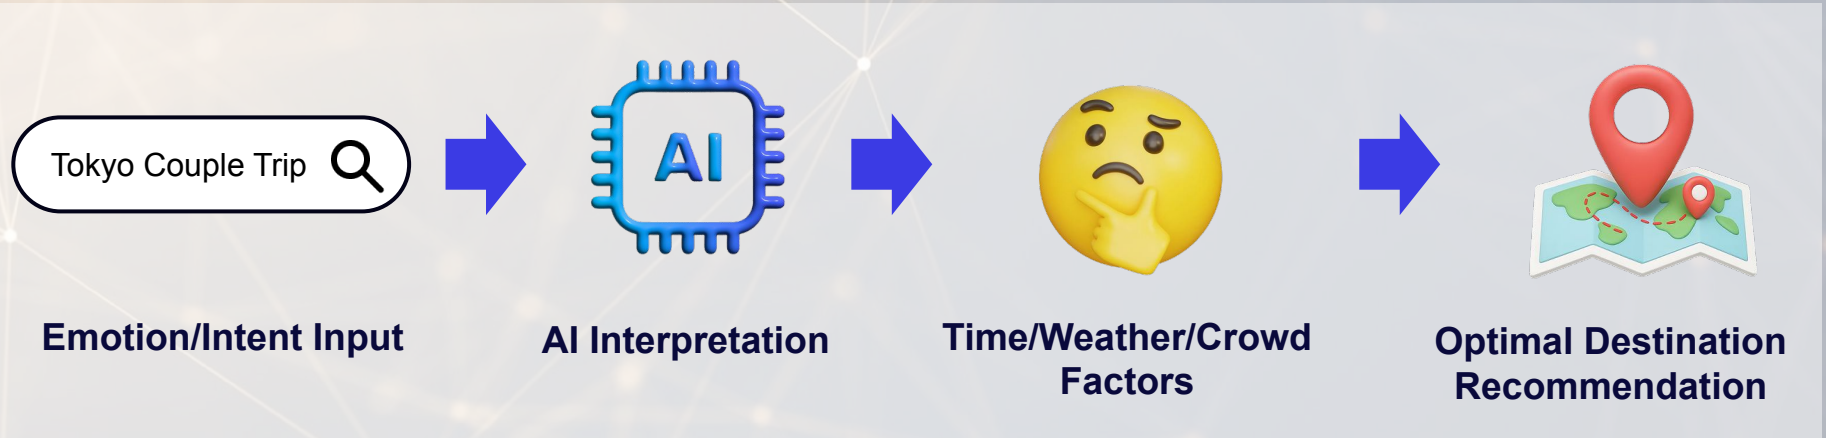 Tokyo Couple Trip
AI
Emotion/Intent Input
AI Interpretation
Time/Weather/Crowd
Factors
Optimal Destination
Recommendation